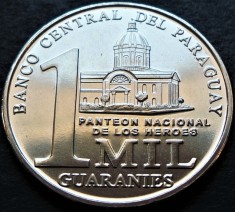 BANCO CENTRAL DEL PARAGUAY
PANTEON NACIONAL
DE LOS HEROES
1 MIL
GUARANIES